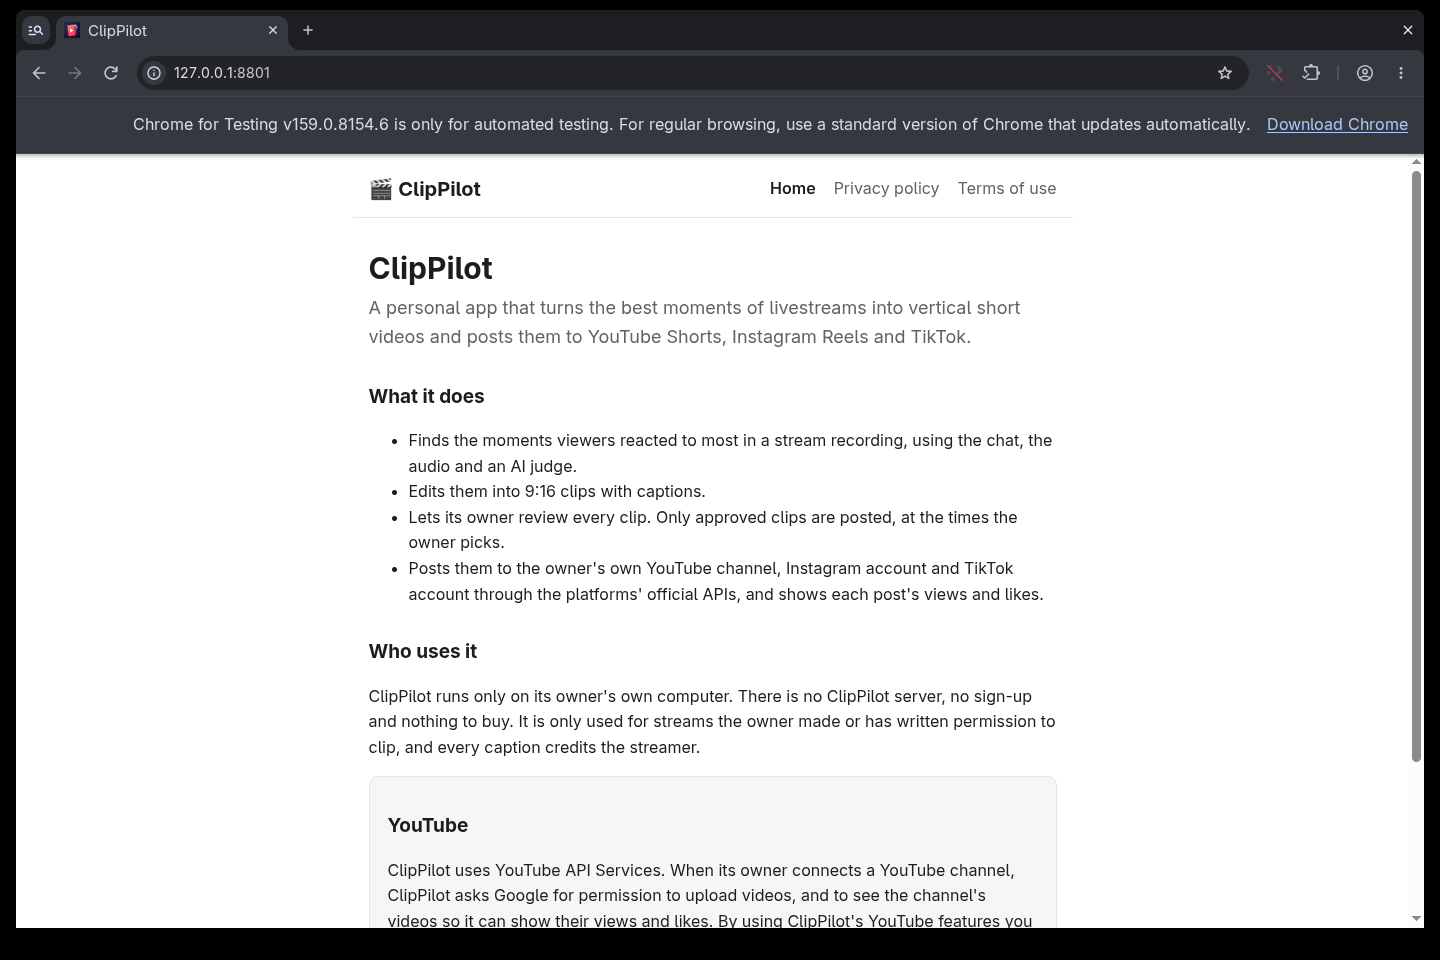 ClipPilot
127.0.0.1:8801
Chrome for Testing v159.0.8154.6 is only for automated testing. For regular browsing, use a standard version of Chrome that updates automatically. Download Chrome
🎬 ClipPilot Home Privacy policy Terms of use
ClipPilot
A personal app that turns the best moments of livestreams into vertical short
videos and posts them to YouTube Shorts, Instagram Reels and TikTok.
What it does
• Finds the moments viewers reacted to most in a stream recording, using the chat, the
audio and an AI judge.
• Edits them into 9:16 clips with captions.
• Lets its owner review every clip. Only approved clips are posted, at the times the
owner picks.
• Posts them to the owner's own YouTube channel, Instagram account and TikTok
account through the platforms' official APIs, and shows each post's views and likes.
Who uses it
ClipPilot runs only on its owner's own computer. There is no ClipPilot server, no sign-up
and nothing to buy. It is only used for streams the owner made or has written permission to
clip, and every caption credits the streamer.
YouTube
ClipPilot uses YouTube API Services. When its owner connects a YouTube channel,
ClipPilot asks Google for permission to upload videos, and to see the channel's
videos so it can show their views and likes. By using ClipPilot's YouTube features you